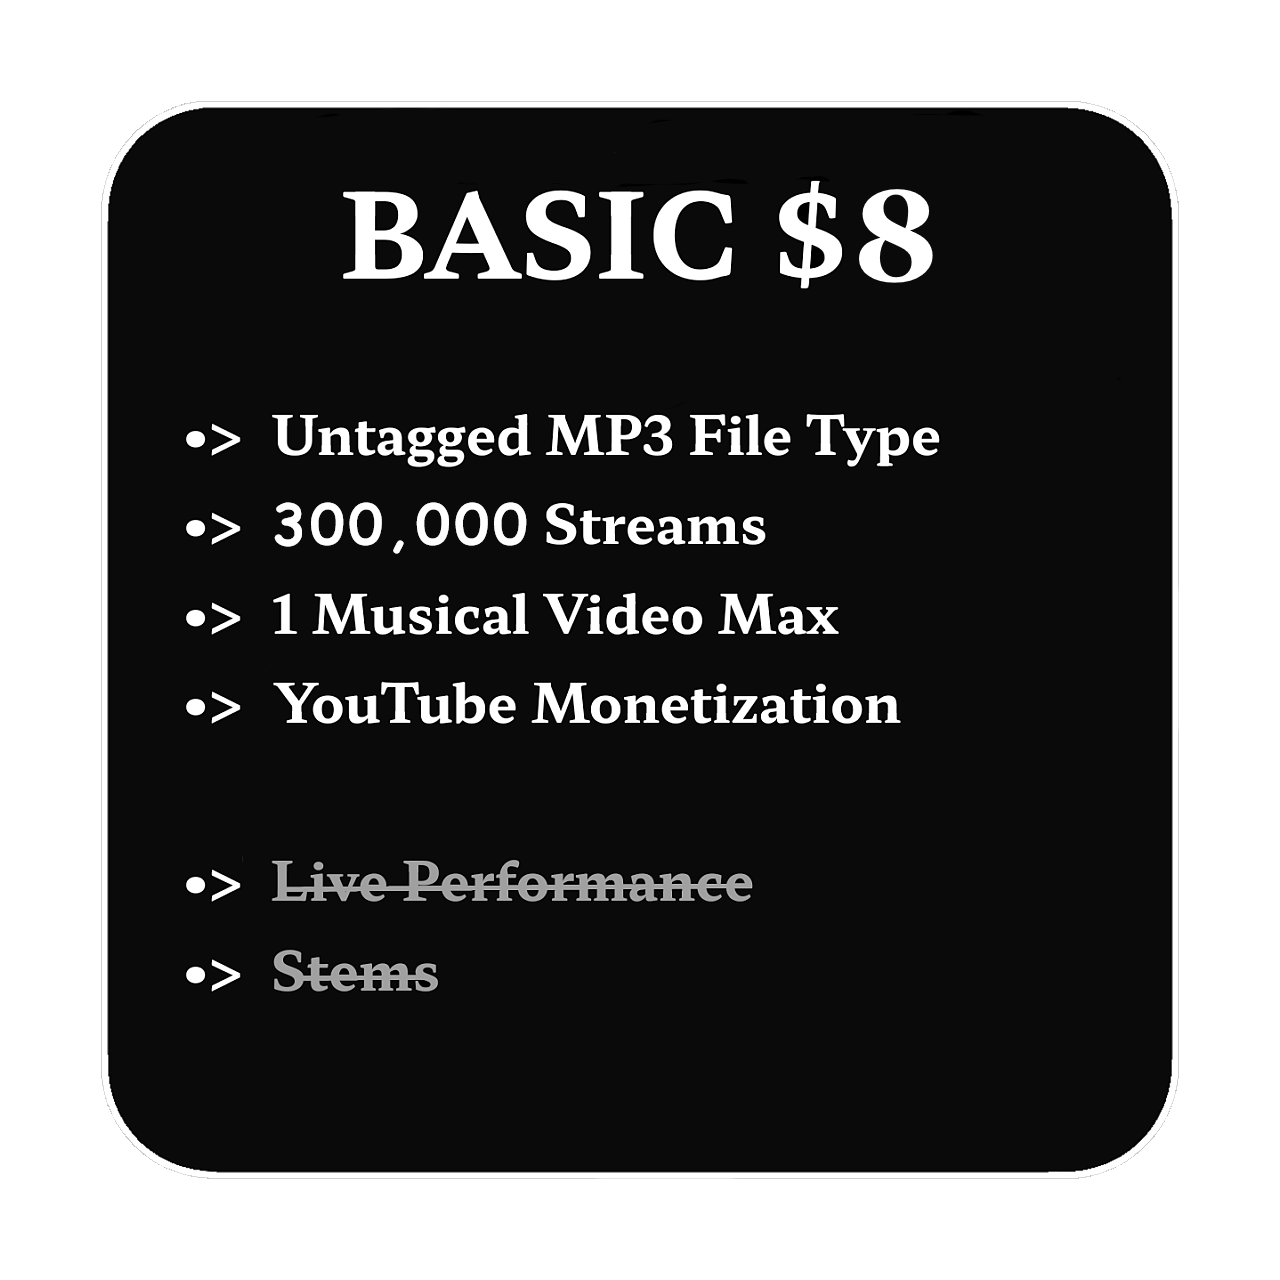 BASIC $8
•> Untagged MP3 File Type
•> 300,000 Streams
•> 1 Musical Video Max
•> YouTube Monetization
•> Live Performance
•> Stems